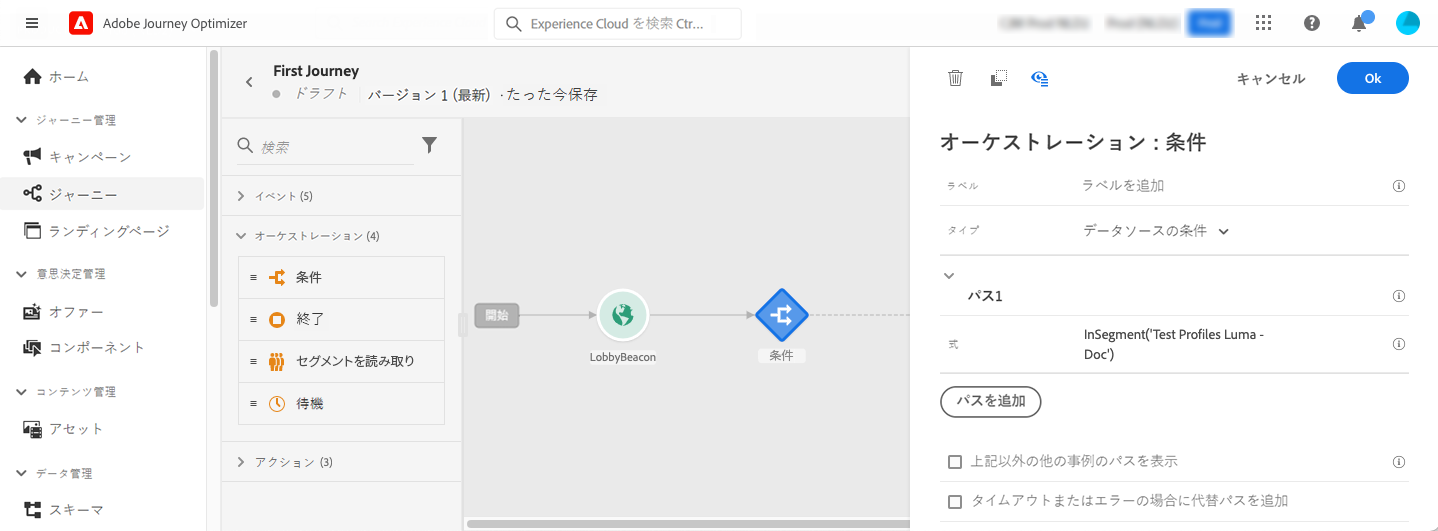 Adobe Journey Optimizer
Experience Cloud を検索 Ctr...
ホーム
ジャーニー管理
キャンペーン
ジャーニー
ランディングページ
意思決定管理
オファー
コンポーネント
コンテンツ管理
アセット
データ管理
スキーマ
First Journey
ドラフト
バージョン 1 (最新) ・たった今保存
検索
イベント (5)
オーケストレーション (4)
条件
終了
セグメントを読み取り
待機
アクション (3)
開始
LobbyBeacon
条件
キャンセル
Ok
オーケストレーション : 条件
ラベル ラベルを追加
タイプ データソースの条件
パス1
式 InSegment('Test Profiles Luma -
Doc')
パスを追加
上記以外の他の事例のパスを表示
タイムアウトまたはエラーの場合に代替パスを追加